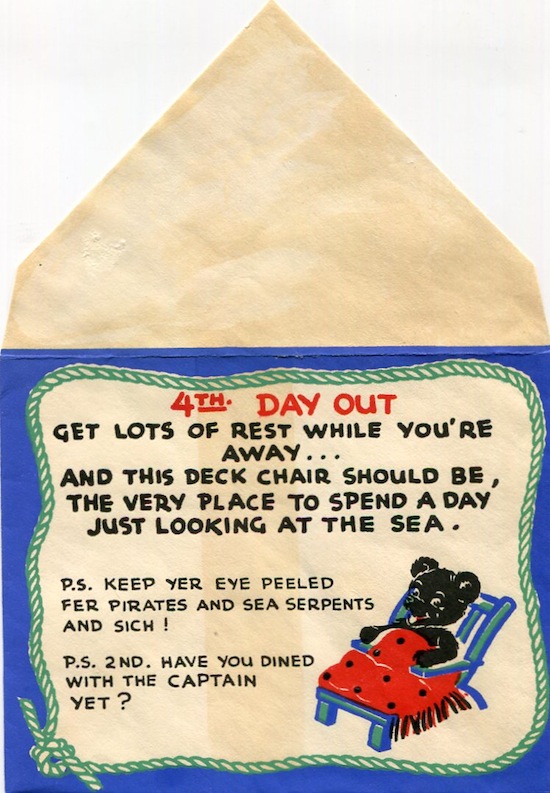 4TH. DAY OUT
GET LOTS OF REST WHILE YOU'RE
AWAY...
AND THIS DECK CHAIR SHOULD BE,
THE VERY PLACE TO SPEND A DAY
JUST LOOKING AT THE SEA.
P.S. KEEP YER EYE PEELED
FER PIRATES AND SEA SERPENTS
AND SICH!
P.S. 2ND. HAVE YOU DINED
WITH THE CAPTAIN
YET?